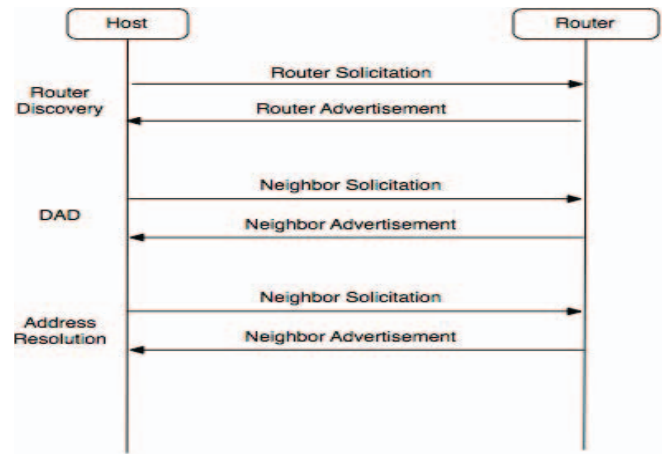 Host
Router
Router Solicitation
Router
Discovery
Router Advertisement
Neighbor Solicitation
DAD
Neighbor Advertisement
Neighbor Solicitation
Address
Resolution
Neighbor Advertisement